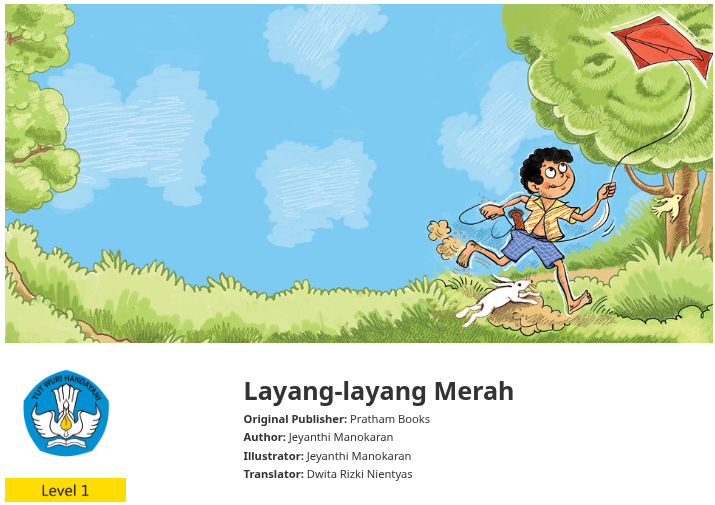 TUT WURI HANDAYANI
Layang-layang Merah
Original Publisher: Pratham Books
Author: Jeyanthi Manokaran
Illustrator: Jeyanthi Manokaran
Translator: Dwita Rizki Nientyas
Level 1